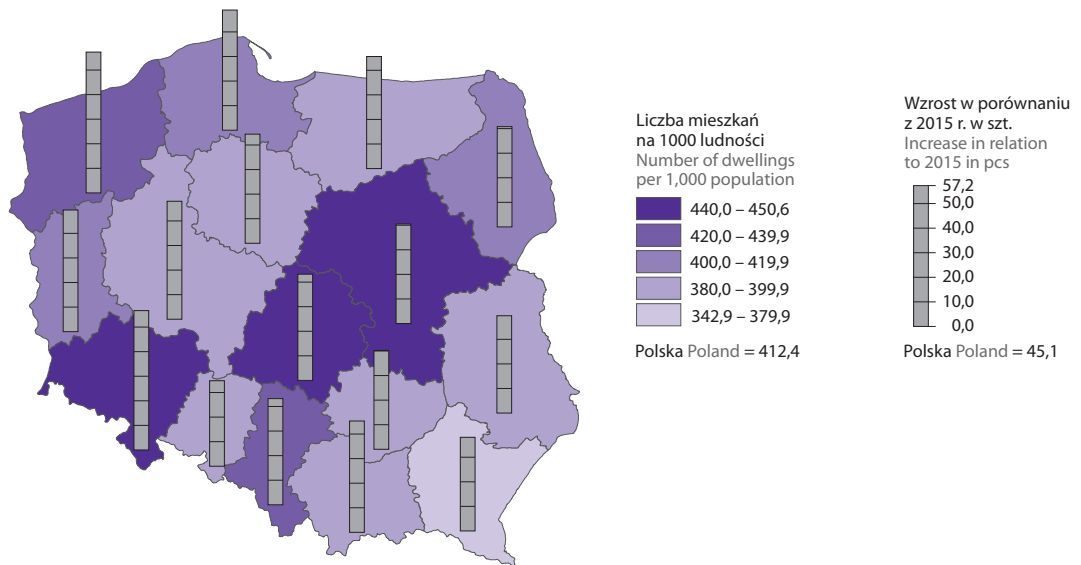 Liczba mieszkań
na 1000 ludności
Number of dwellings
per 1,000 population
440,0 – 450,6
420,0 – 439,9
400,0 – 419,9
380,0 – 399,9
342,9 – 379,9
Polska Poland = 412,4
Wzrost w porównaniu
z 2015 r. w szt.
Increase in relation
to 2015 in pcs
57,2
50,0
40,0
30,0
20,0
10,0
0,0
Polska Poland = 45,1